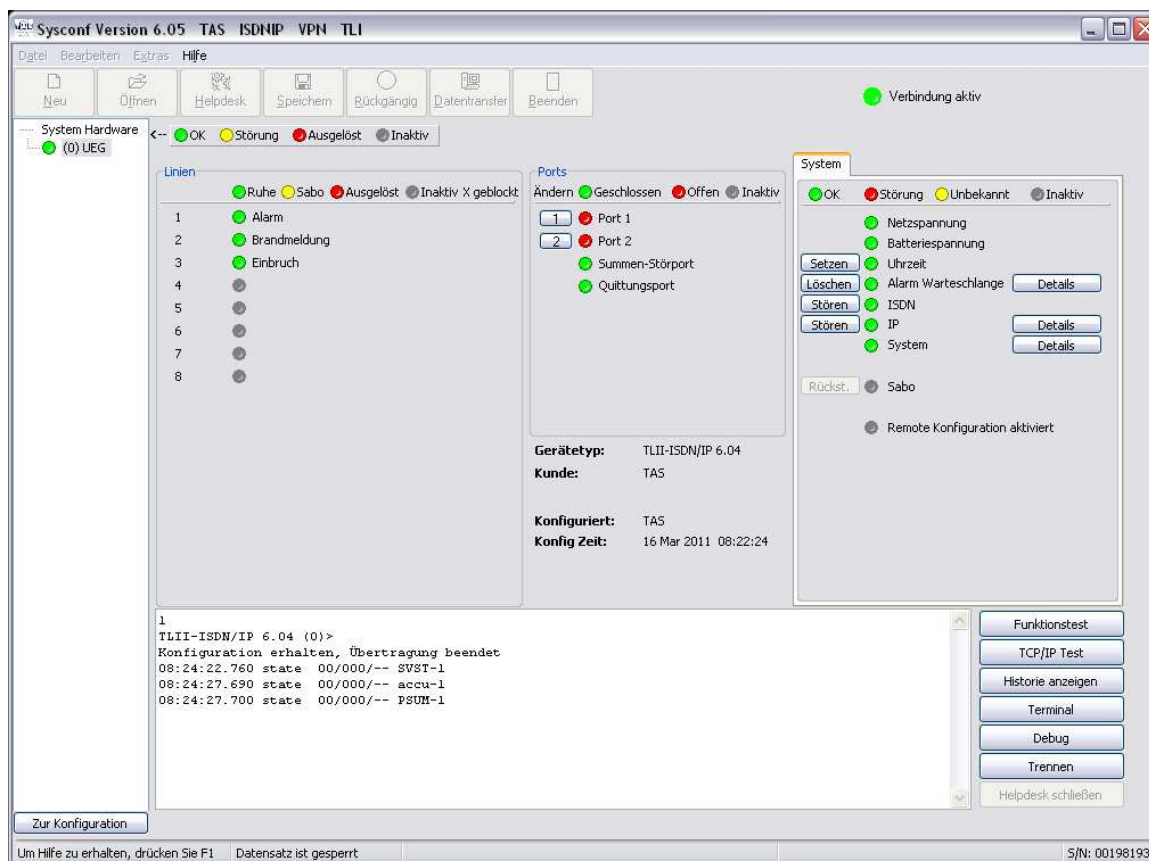 Sysconf Version 6.05 TAS ISDNIP VPN TLI
Datei Bearbeiten Extras Hilfe
Neu Öffnen Helpdesk Speichern Rückgängig Datentransfer Beenden
Verbindung aktiv
System Hardware
(0) UEG
<-- OK Störung Ausgelöst Inaktiv
Linien
Ruhe Sabo Ausgelöst Inaktiv X geblockt
1 Alarm
2 Brandmeldung
3 Einbruch
4
5
6
7
8
Ports
Ändern Geschlossen Offen Inaktiv
1 Port 1
2 Port 2
Summen-Störport
Quittungsport
Gerätetyp: TLII-ISDN/IP 6.04
Kunde: TAS
Konfiguriert: TAS
Konfig Zeit: 16 Mar 2011 08:22:24
System
OK Störung Unbekannt Inaktiv
Netzspannung
Batteriespannung
Setzen Uhrzeit
Löschen Alarm Warteschlange Details
Stören ISDN
Stören IP Details
System Details
Rückst. Sabo
Remote Konfiguration aktiviert
l
TLII-ISDN/IP 6.04 (0)>
Konfiguration erhalten, Übertragung beendet
08:24:22.760 state 00/000/-- SVST-l
08:24:27.690 state 00/000/-- accu-l
08:24:27.700 state 00/000/-- PSUM-l
Funktionstest
TCP/IP Test
Historie anzeigen
Terminal
Debug
Trennen
Helpdesk schließen
Zur Konfiguration
Um Hilfe zu erhalten, drücken Sie F1 Datensatz ist gesperrt S/N: 00198193